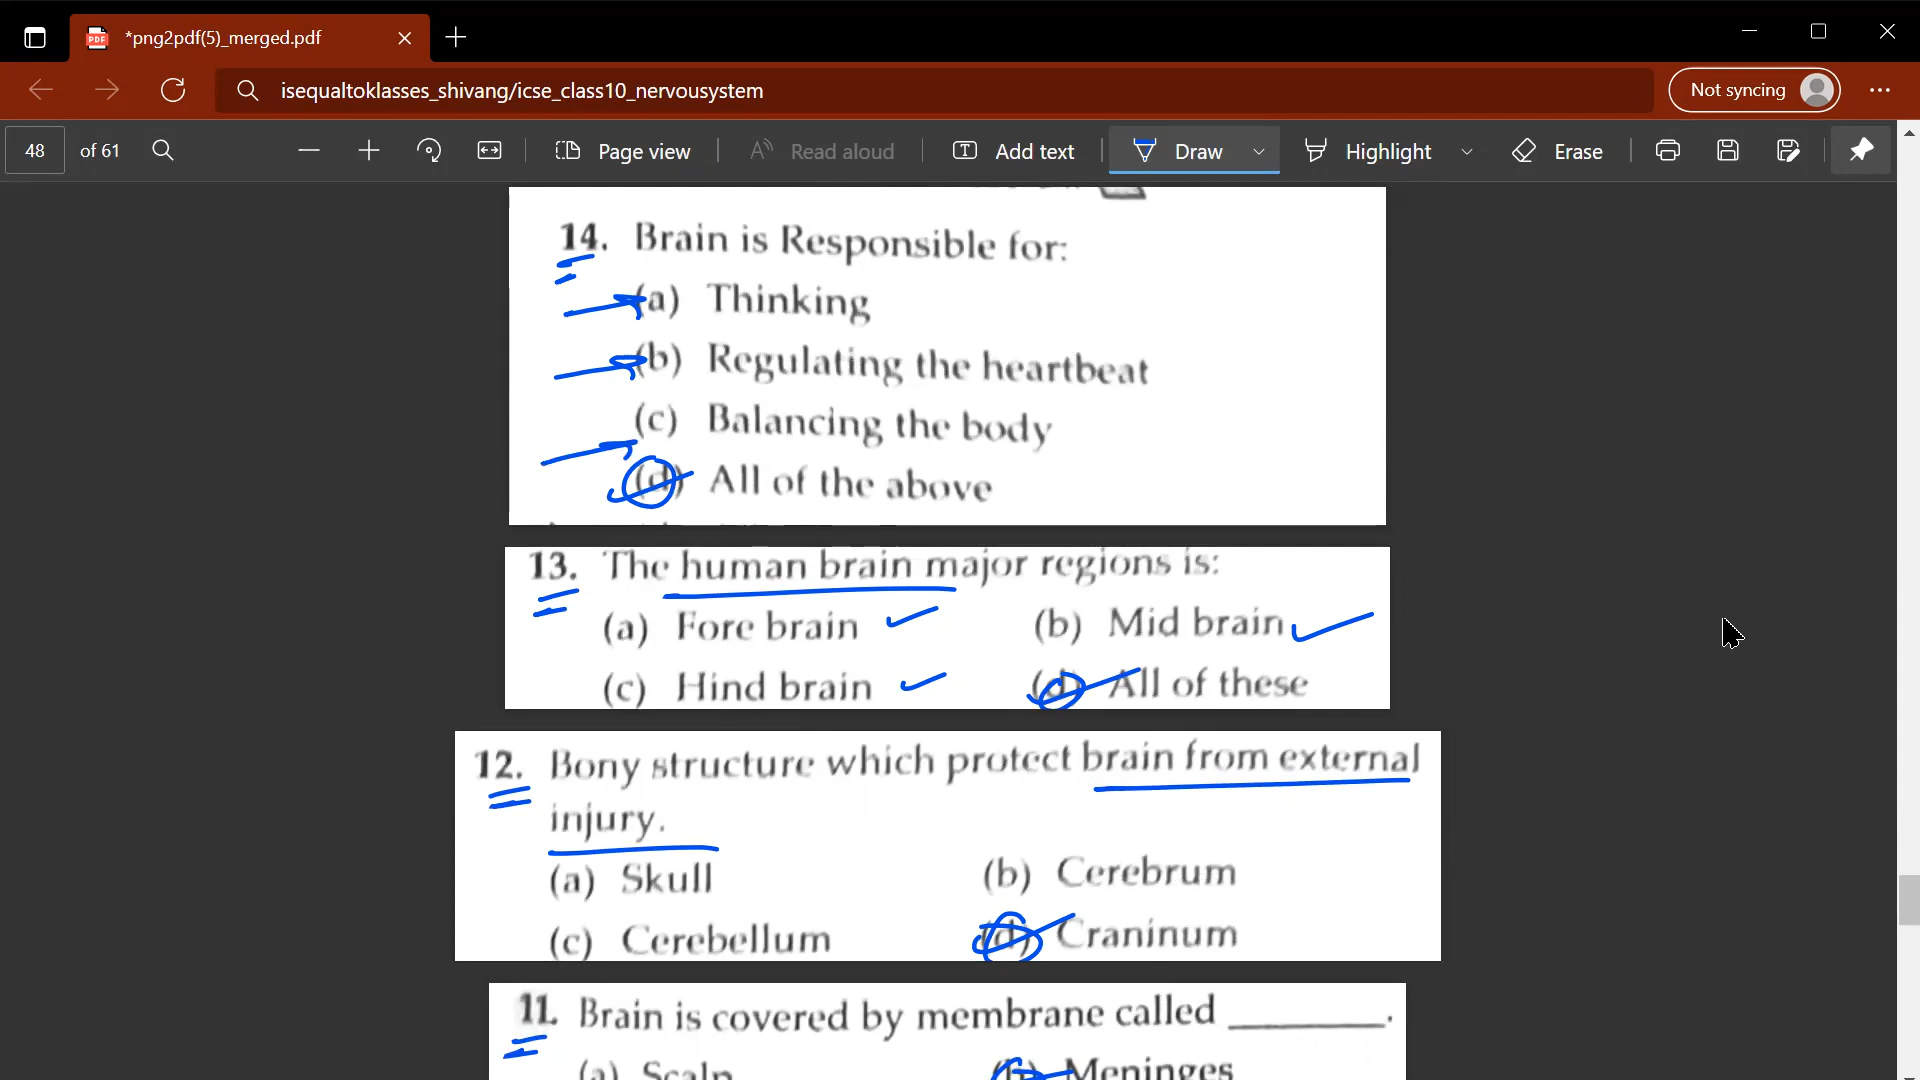 *png2pdf(5)_merged.pdf
isequaltoklasses_shivang/icse_class10_nervousystem
Not syncing
48 of 61
Page view
Read aloud
Add text
Draw
Highlight
Erase
14. Brain is Responsible for:
(a) Thinking
(b) Regulating the heartbeat
(c) Balancing the body
(d) All of the above
13. The human brain major regions is:
(a) Fore brain (b) Mid brain
(c) Hind brain (d) All of these
12. Bony structure which protect brain from external
injury.
(a) Skull (b) Cerebrum
(c) Cerebellum (d) Craninum
11. Brain is covered by membrane called ________.
(a) Scalp (b) Meninges